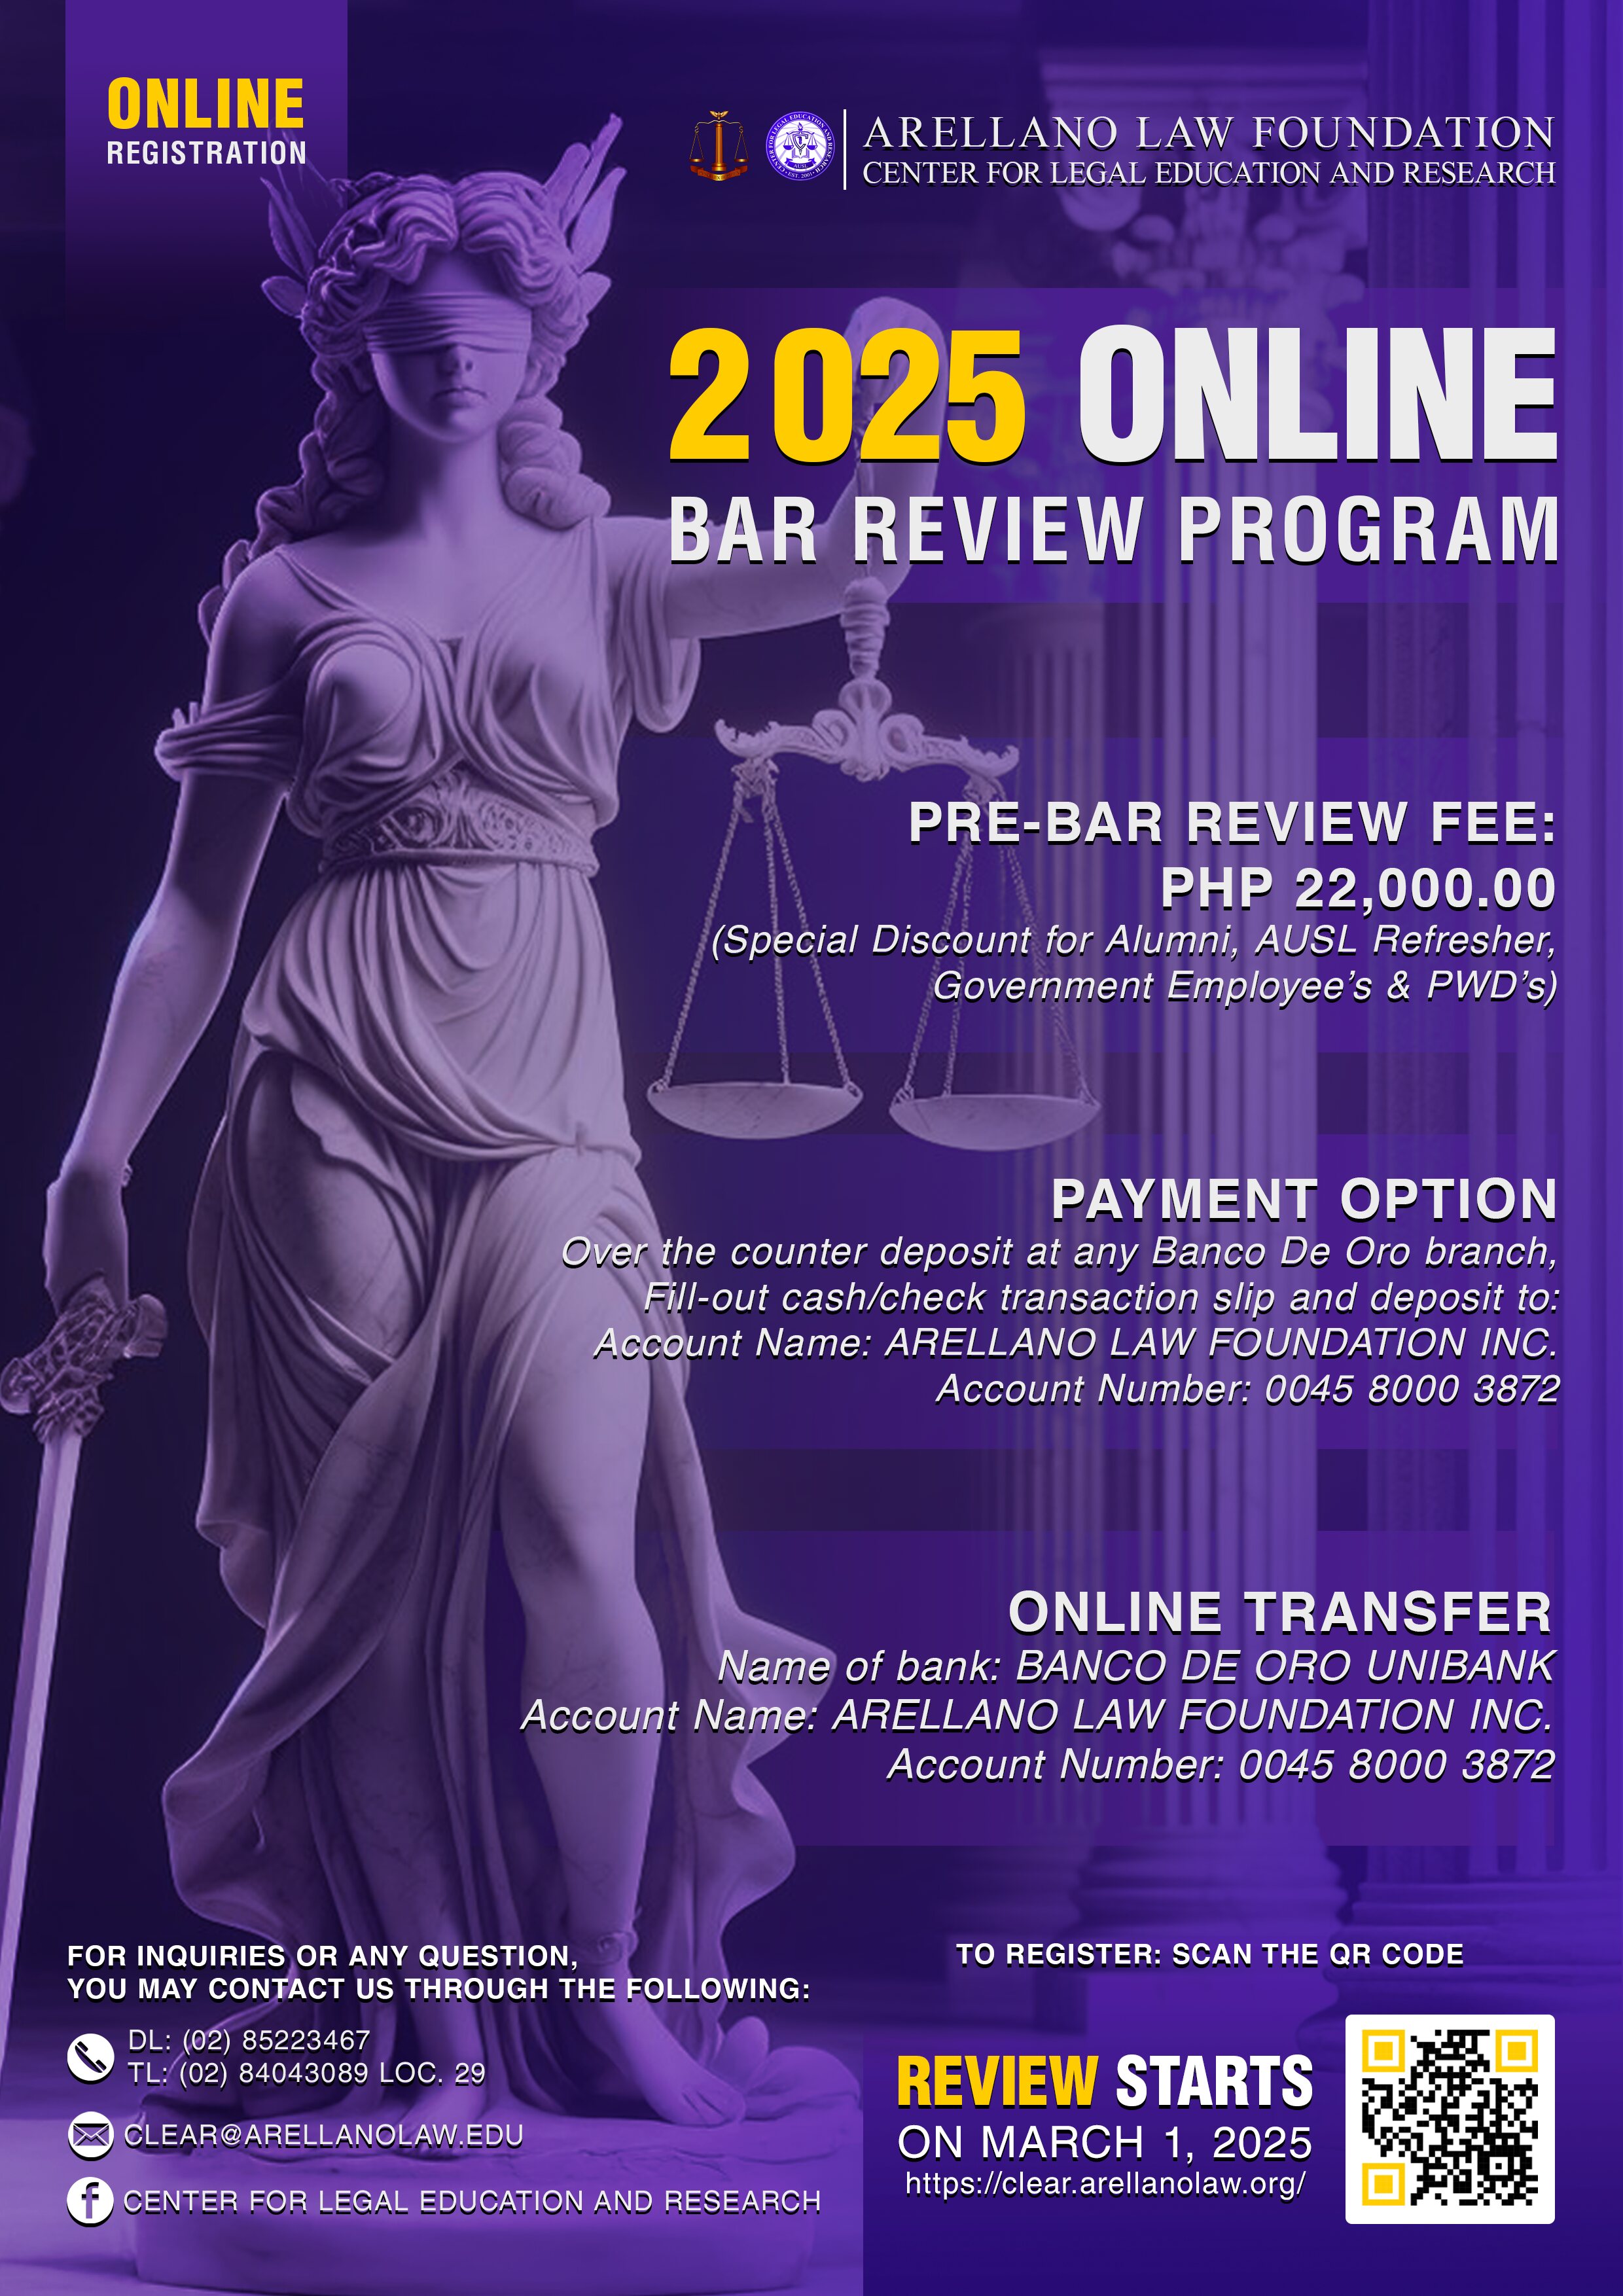 ONLINE
REGISTRATION
ARELLANO LAW FOUNDATION
CENTER FOR LEGAL EDUCATION AND RESEARCH
2025 ONLINE
BAR REVIEW PROGRAM
PRE-BAR REVIEW FEE:
PHP 22,000.00
(Special Discount for Alumni, AUSL Refresher,
Government Employee's & PWD's)
PAYMENT OPTION
Over the counter deposit at any Banco De Oro branch,
Fill-out cash/check transaction slip and deposit to:
Account Name: ARELLANO LAW FOUNDATION INC.
Account Number: 0045 8000 3872
ONLINE TRANSFER
Name of bank: BANCO DE ORO UNIBANK
Account Name: ARELLANO LAW FOUNDATION INC.
Account Number: 0045 8000 3872
FOR INQUIRIES OR ANY QUESTION,
YOU MAY CONTACT US THROUGH THE FOLLOWING:
DL: (02) 85223467
TL: (02) 84043089 LOC. 29
CLEAR@ARELLANOLAW.EDU
CENTER FOR LEGAL EDUCATION AND RESEARCH
TO REGISTER: SCAN THE QR CODE
REVIEW STARTS
ON MARCH 1, 2025
https://clear.arellanolaw.org/